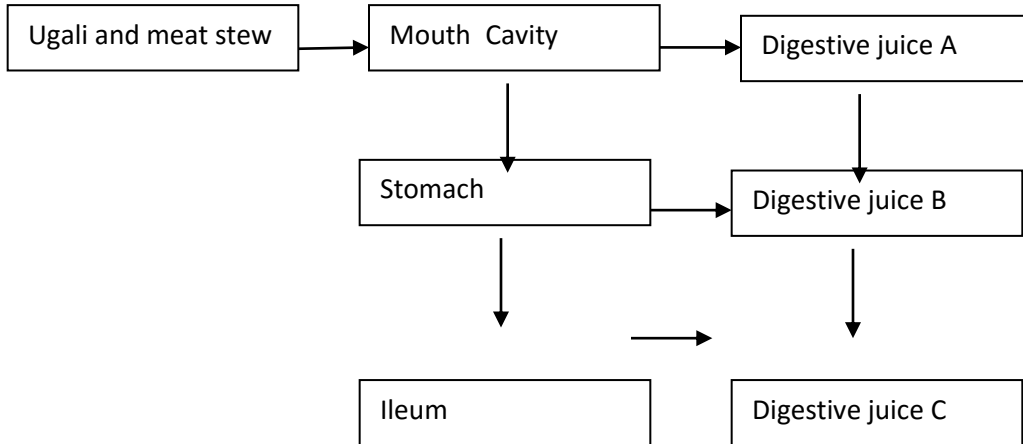 Ugali and meat stew
Mouth  Cavity
Digestive juice A
Stomach
Digestive juice B
Ileum
Digestive juice C